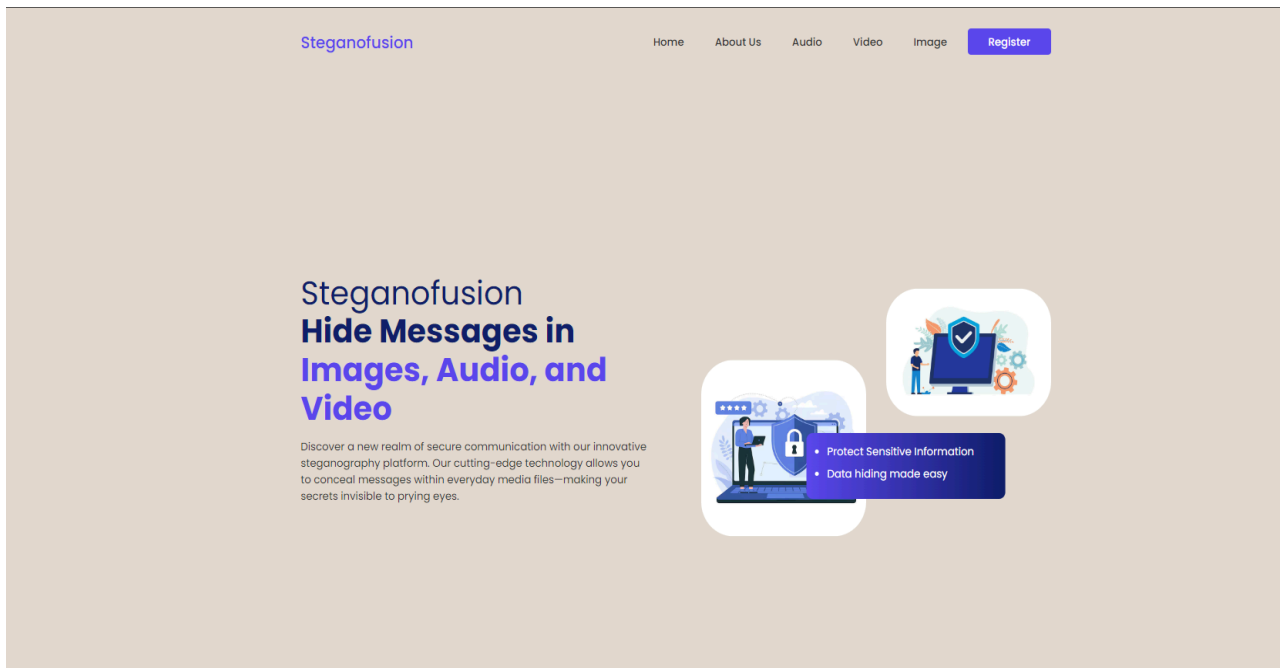 Steganofusion
Home
About Us
Audio
Video
Image
Register
Steganofusion
Hide Messages in
Images, Audio, and
Video
Discover a new realm of secure communication with our innovative
steganography platform. Our cutting-edge technology allows you
to conceal messages within everyday media files—making your
secrets invisible to prying eyes.
• Protect Sensitive Information
• Data hiding made easy